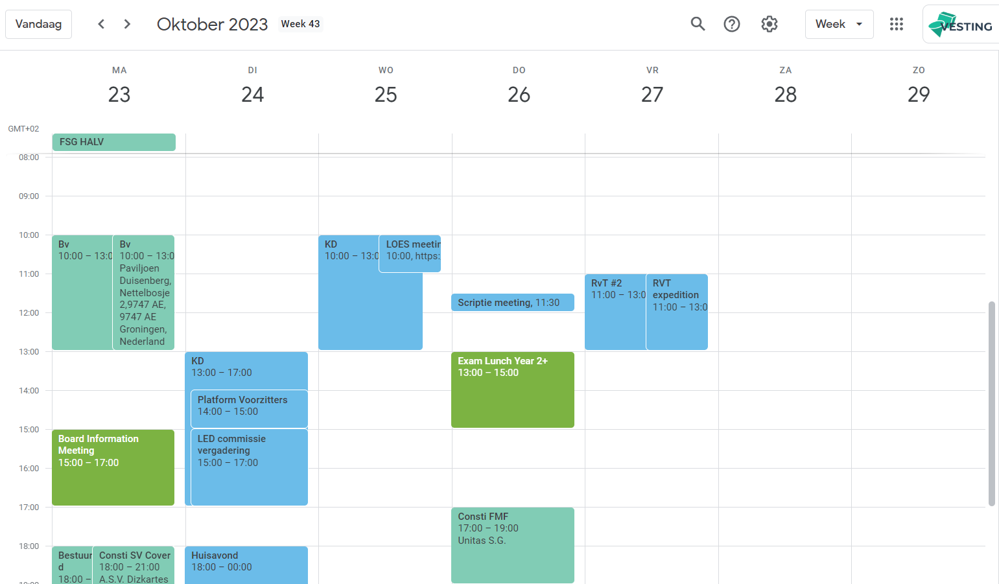 Vandaag
Oktober 2023
Week 43
Week
VESTING
MA
DI
WO
DO
VR
ZA
ZO
23
24
25
26
27
28
29
GMT+02
FSG HALV
08:00
09:00
10:00
11:00
12:00
13:00
14:00
15:00
16:00
17:00
18:00
Bv
10:00 – 13:0
Bv
10:00 – 13:0
Paviljoen
Duisenberg,
Nettelbosje
2,9747 AE,
9747 AE
Groningen,
Nederland
Board Information
Meeting
15:00 – 17:00
Bestuur
d
18:00 –
Consti SV Cover
18:00 – 21:00
A.S.V. Dizkartes
KD
13:00 – 17:00
Platform Voorzitters
14:00 – 15:00
LED commissie
vergadering
15:00 – 17:00
Huisavond
18:00 – 00:00
KD
10:00 – 13:0
LOES meetin
10:00, https:
Scriptie meeting, 11:30
Exam Lunch Year 2+
13:00 – 15:00
Consti FMF
17:00 – 19:00
Unitas S.G.
RvT #2
11:00 – 13:0
RVT
expedition
11:00 – 13:0